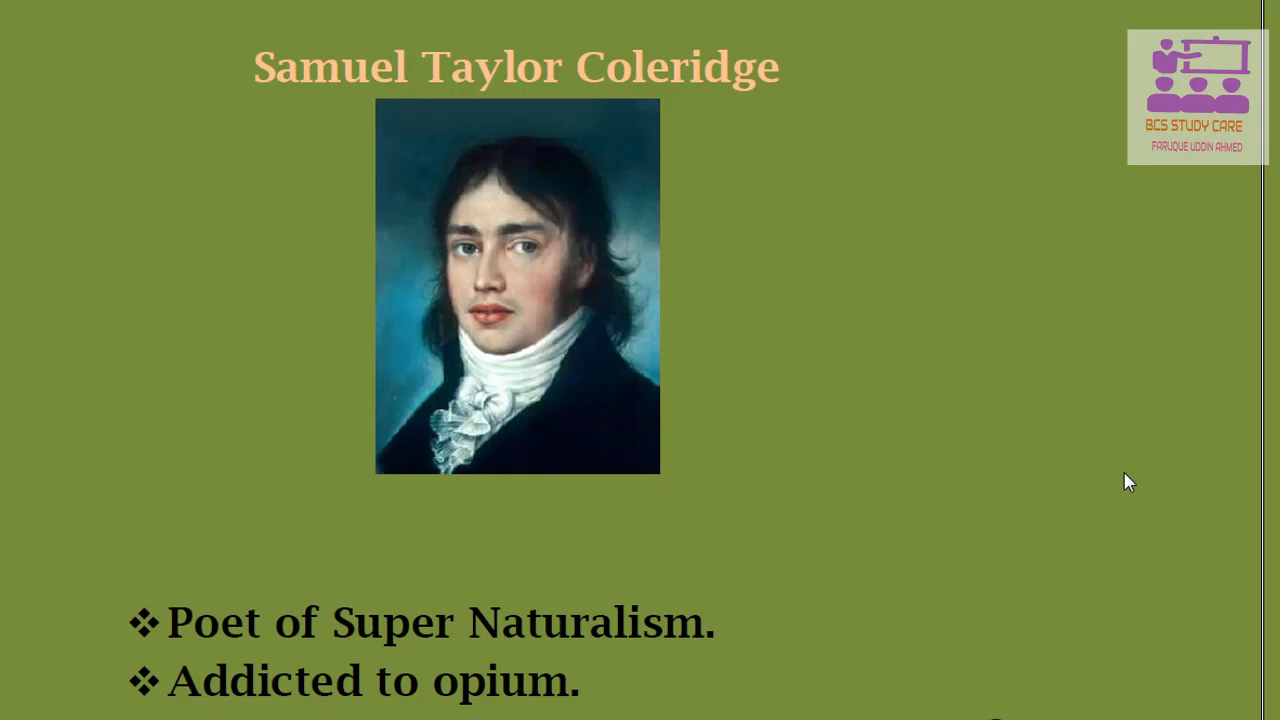 Samuel Taylor Coleridge
BCS STUDY CARE
FARUQUE UDDIN AHMED
❖ Poet of Super Naturalism.
❖ Addicted to opium.